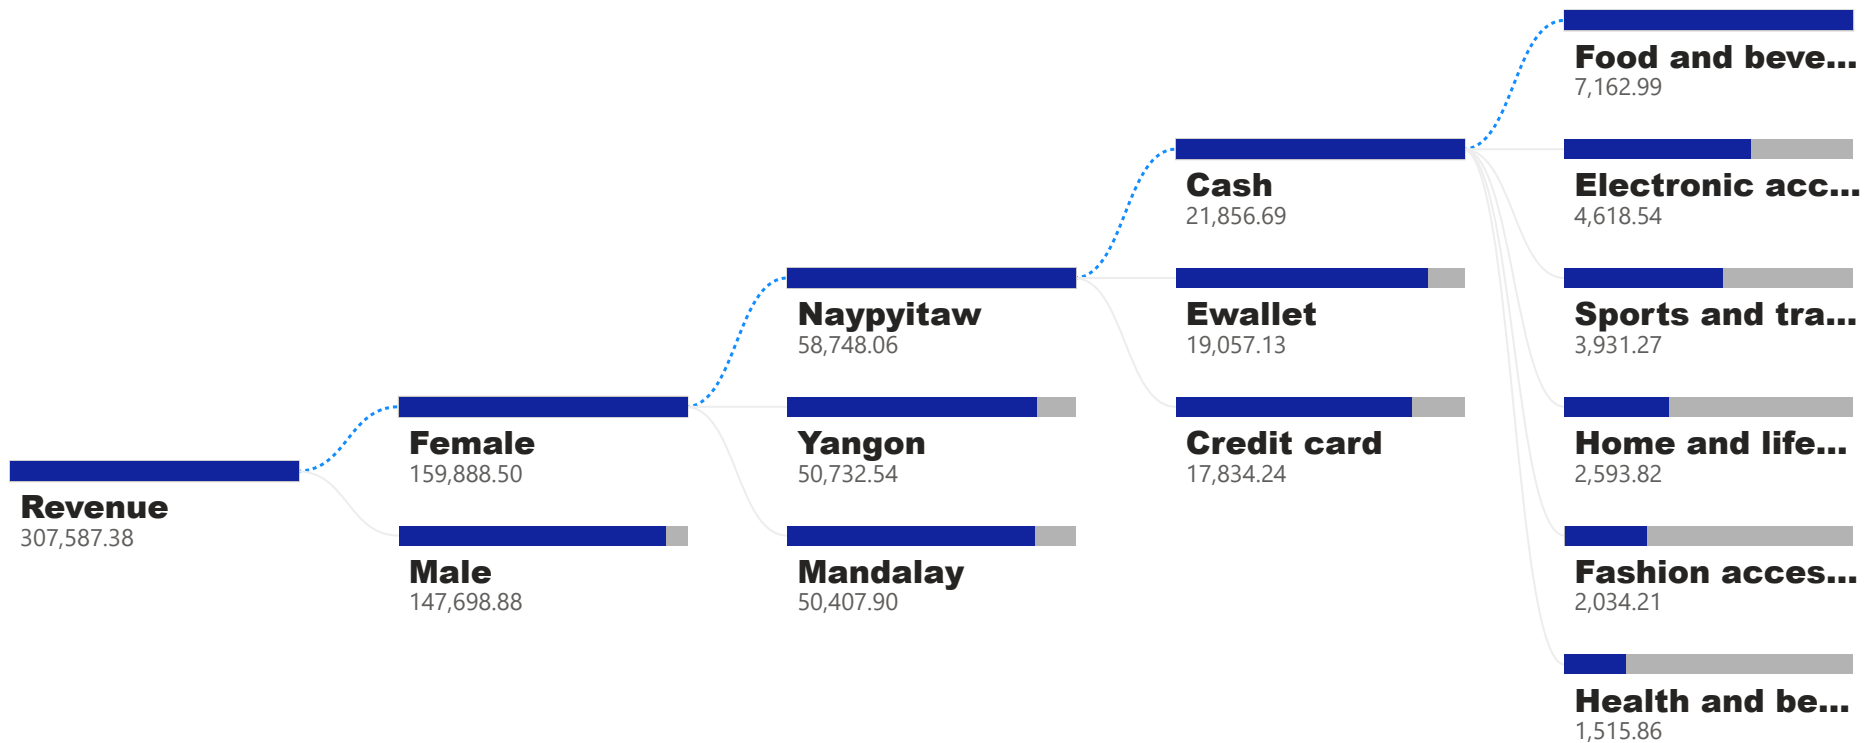 Revenue
307,587.38
Female
159,888.50
Male
147,698.88
Naypyitaw
58,748.06
Yangon
50,732.54
Mandalay
50,407.90
Cash
21,856.69
Ewallet
19,057.13
Credit card
17,834.24
Food and beve...
7,162.99
Electronic acc...
4,618.54
Sports and tra...
3,931.27
Home and life...
2,593.82
Fashion acces...
2,034.21
Health and be...
1,515.86